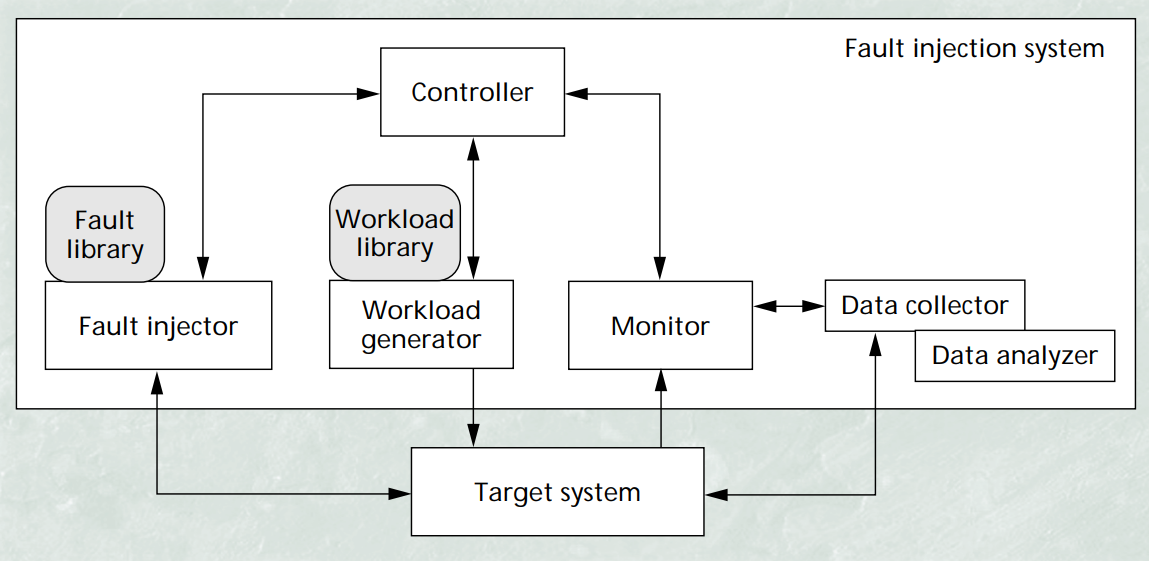 Fault injection system
Controller
Fault
library
Workload
library
Fault injector
Workload
generator
Monitor
Data collector
Data analyzer
Target system